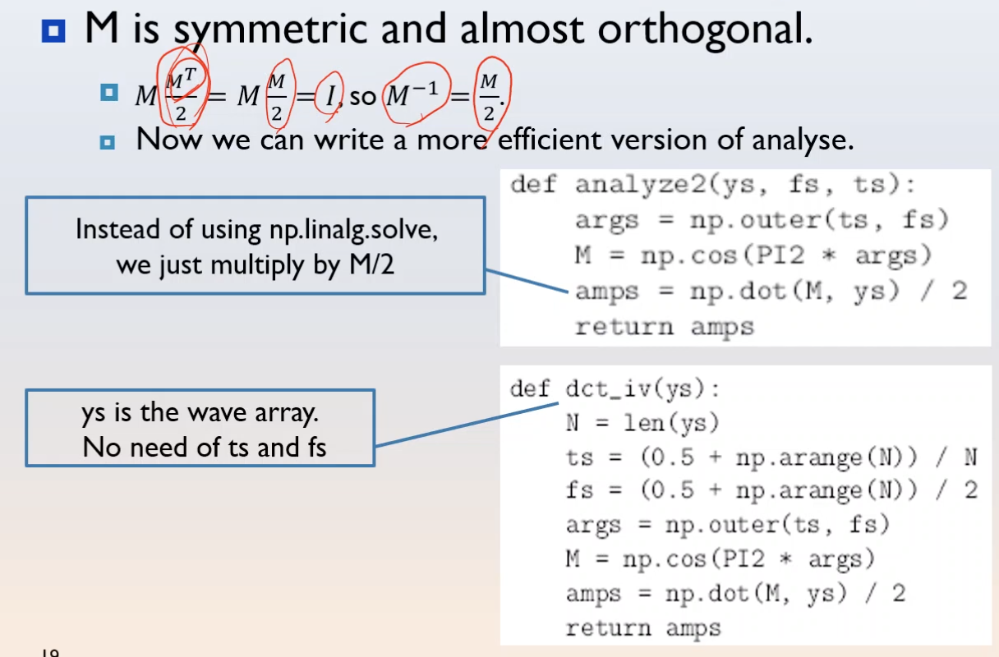 M is symmetric and almost orthogonal.
M Mᵀ/2 = M M/2 = I, so M⁻¹ = M/2.
Now we can write a more efficient version of analyse.
Instead of using np.linalg.solve,
we just multiply by M/2
def analyze2(ys, fs, ts):
    args = np.outer(ts, fs)
    M = np.cos(PI2 * args)
    amps = np.dot(M, ys) / 2
    return amps
ys is the wave array.
No need of ts and fs
def dct_iv(ys):
    N = len(ys)
    ts = (0.5 + np.arange(N)) / N
    fs = (0.5 + np.arange(N)) / 2
    args = np.outer(ts, fs)
    M = np.cos(PI2 * args)
    amps = np.dot(M, ys) / 2
    return amps